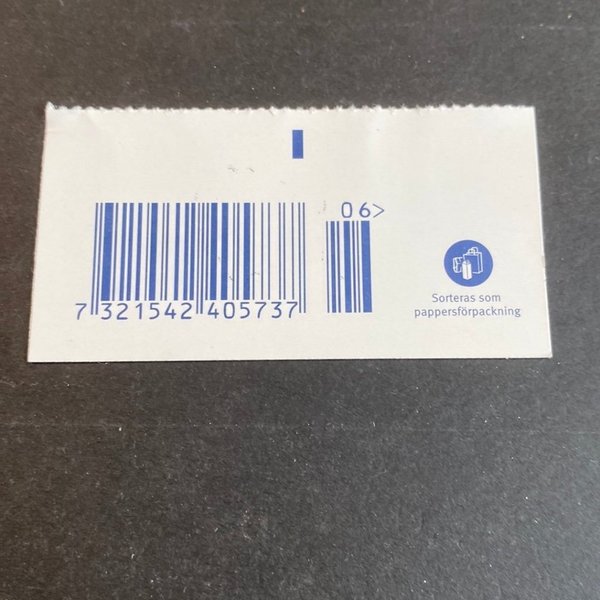 06>
7 321542 405737
Sorteras som
pappersförpackning